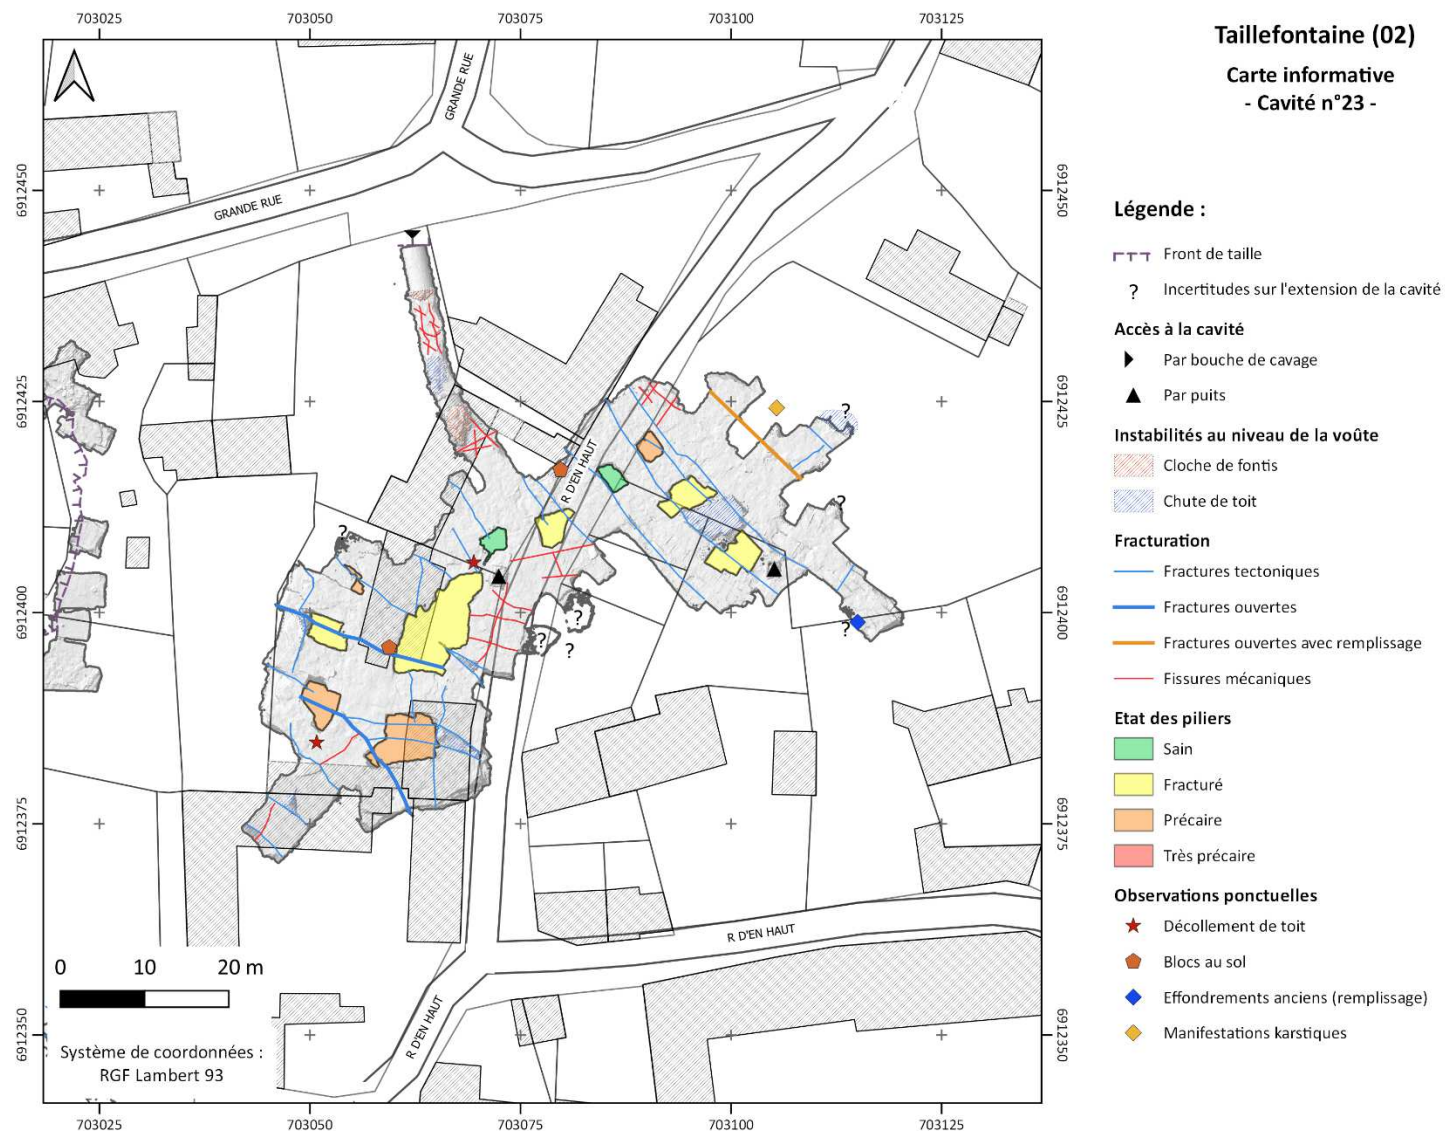 Taillefontaine (02)
Carte informative
- Cavité n°23 -
703025
703050
703075
703100
703125
6912450
6912425
6912400
6912375
6912350
6912450
6912425
6912400
6912375
6912350
703025
703050
703075
703100
703125
GRANDE RUE
GRANDE RUE
R D'EN HAUT
R D'EN HAUT
R D'EN HAUT
?
?
?
?
?
?
?
0 10 20 m
Système de coordonnées :
RGF Lambert 93
Légende :
Front de taille
? Incertitudes sur l'extension de la cavité
Accès à la cavité
Par bouche de cavage
Par puits
Instabilités au niveau de la voûte
Cloche de fontis
Chute de toit
Fracturation
Fractures tectoniques
Fractures ouvertes
Fractures ouvertes avec remplissage
Fissures mécaniques
Etat des piliers
Sain
Fracturé
Précaire
Très précaire
Observations ponctuelles
Décollement de toit
Blocs au sol
Effondrements anciens (remplissage)
Manifestations karstiques